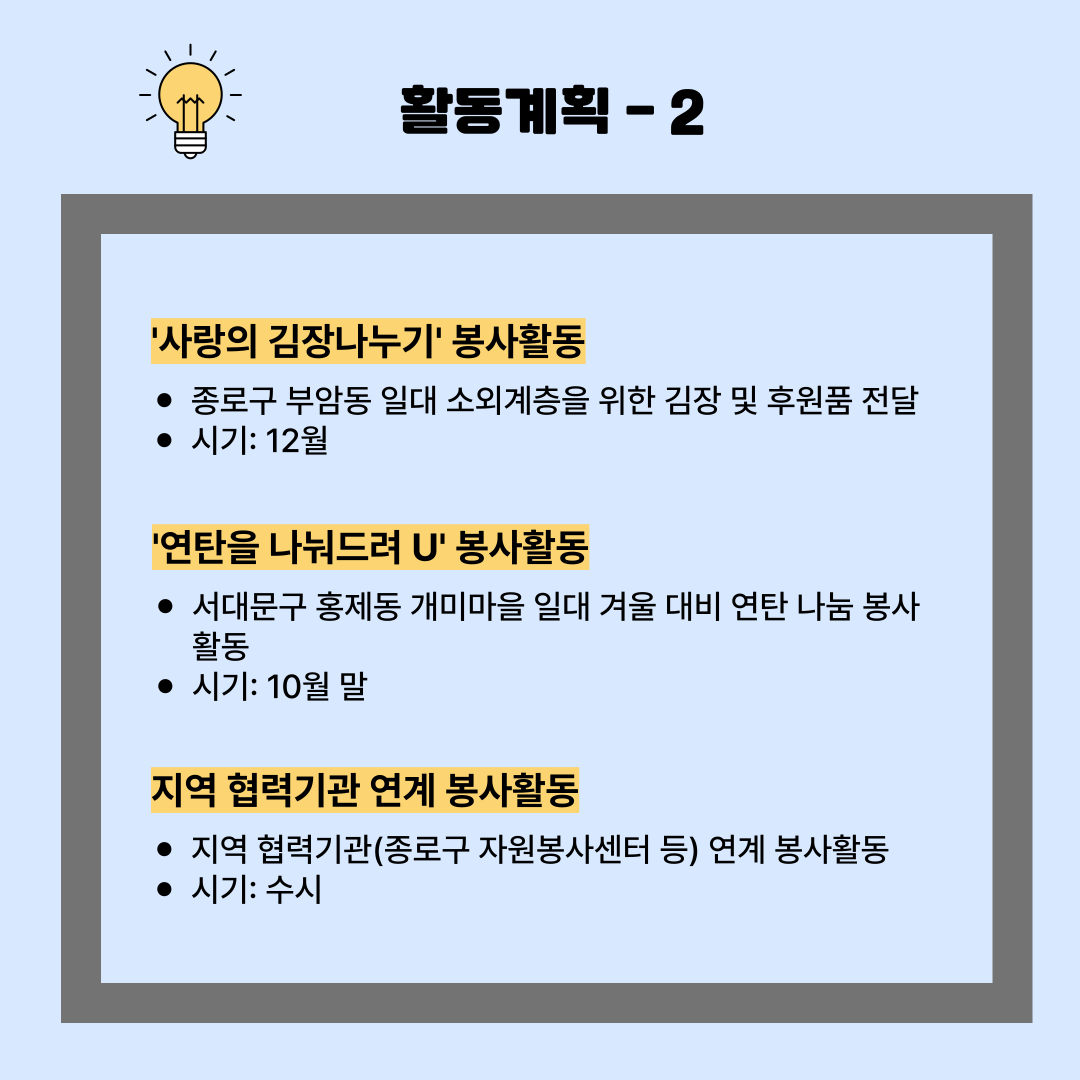 활동계획 - 2
'사랑의 김장나누기' 봉사활동
• 종로구 부암동 일대 소외계층을 위한 김장 및 후원품 전달
• 시기: 12월
'연탄을 나눠드려 U' 봉사활동
• 서대문구 홍제동 개미마을 일대 겨울 대비 연탄 나눔 봉사
활동
• 시기: 10월 말
지역 협력기관 연계 봉사활동
• 지역 협력기관(종로구 자원봉사센터 등) 연계 봉사활동
• 시기: 수시